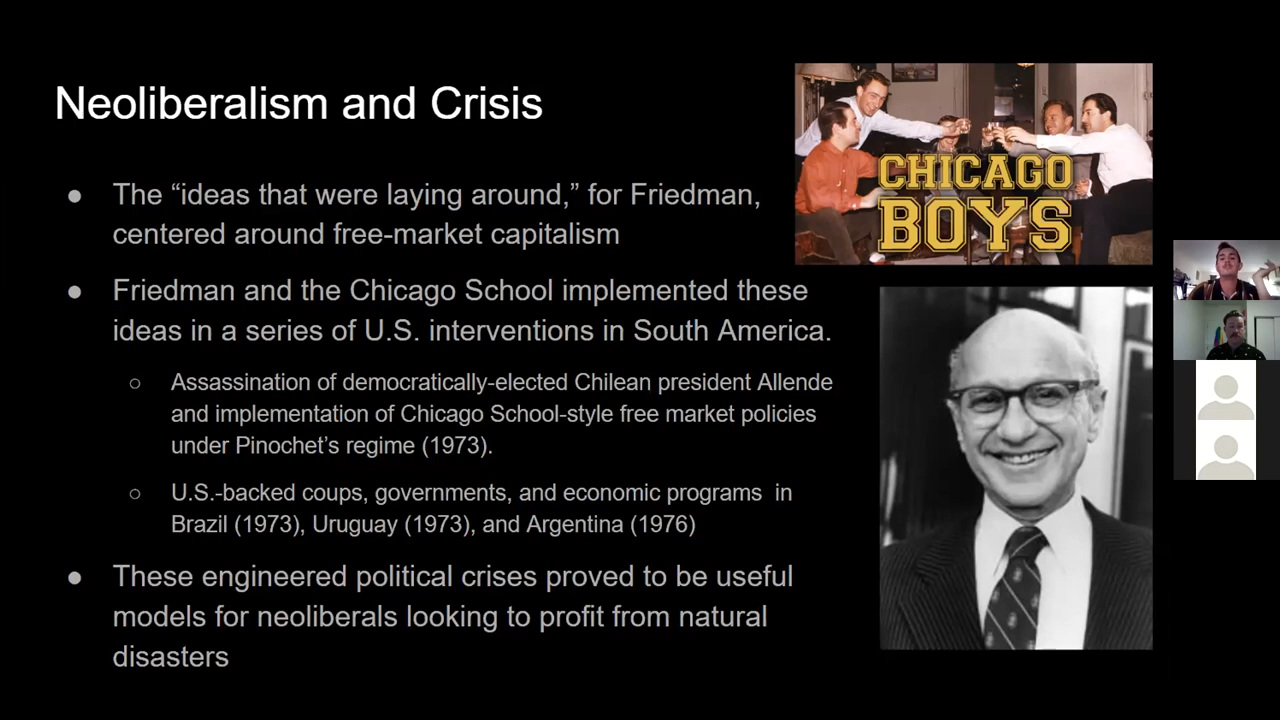 Neoliberalism and Crisis
● The “ideas that were laying around,” for Friedman,
centered around free-market capitalism
● Friedman and the Chicago School implemented these
ideas in a series of U.S. interventions in South America.
○ Assassination of democratically-elected Chilean president Allende
and implementation of Chicago School-style free market policies
under Pinochet’s regime (1973).
○ U.S.-backed coups, governments, and economic programs  in
Brazil (1973), Uruguay (1973), and Argentina (1976)
● These engineered political crises proved to be useful
models for neoliberals looking to profit from natural
disasters
CHICAGO
BOYS